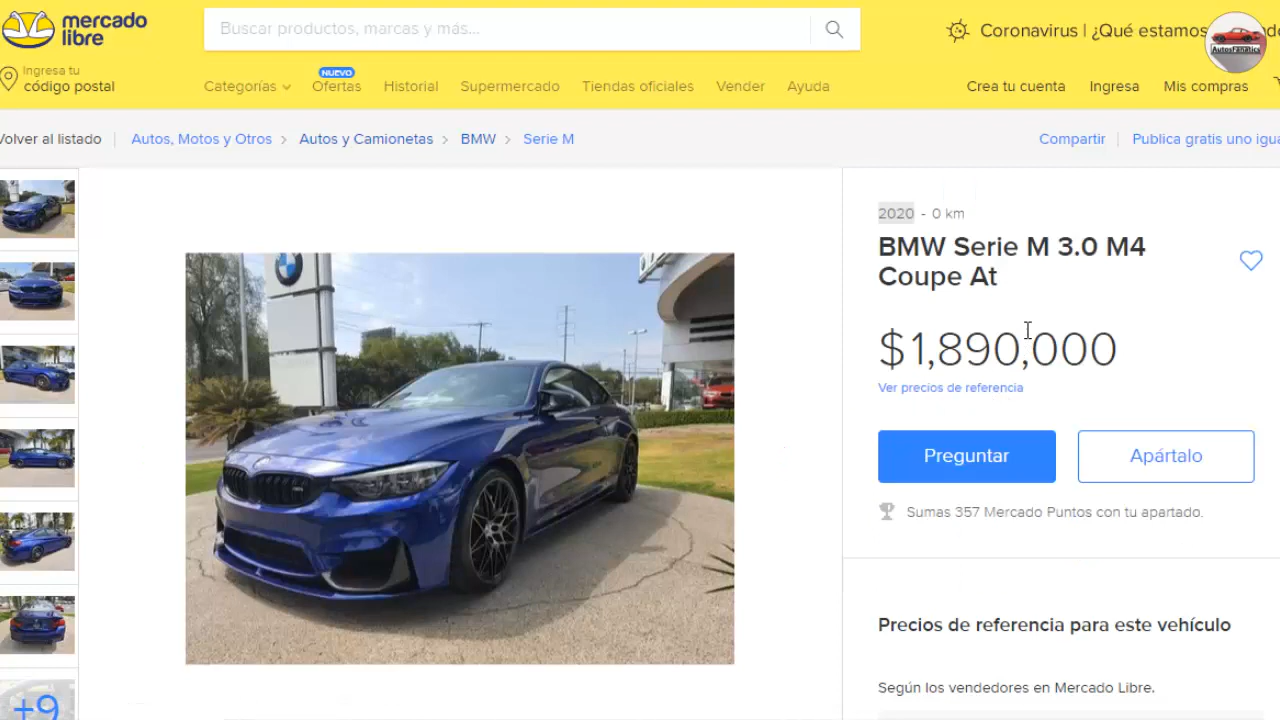 mercado
libre
Buscar productos, marcas y más...
Coronavirus | ¿Qué estamos
Ingresa tu
código postal
Categorías
NUEVO
Ofertas
Historial
Supermercado
Tiendas oficiales
Vender
Ayuda
Crea tu cuenta
Ingresa
Mis compras
Volver al listado
Autos, Motos y Otros > Autos y Camionetas > BMW > Serie M
Compartir
Publica gratis uno igua
2020 - 0 km
BMW Serie M 3.0 M4
Coupe At
$1,890,000
Ver precios de referencia
Preguntar
Apártalo
Sumas 357 Mercado Puntos con tu apartado.
Precios de referencia para este vehículo
Según los vendedores en Mercado Libre.
+9